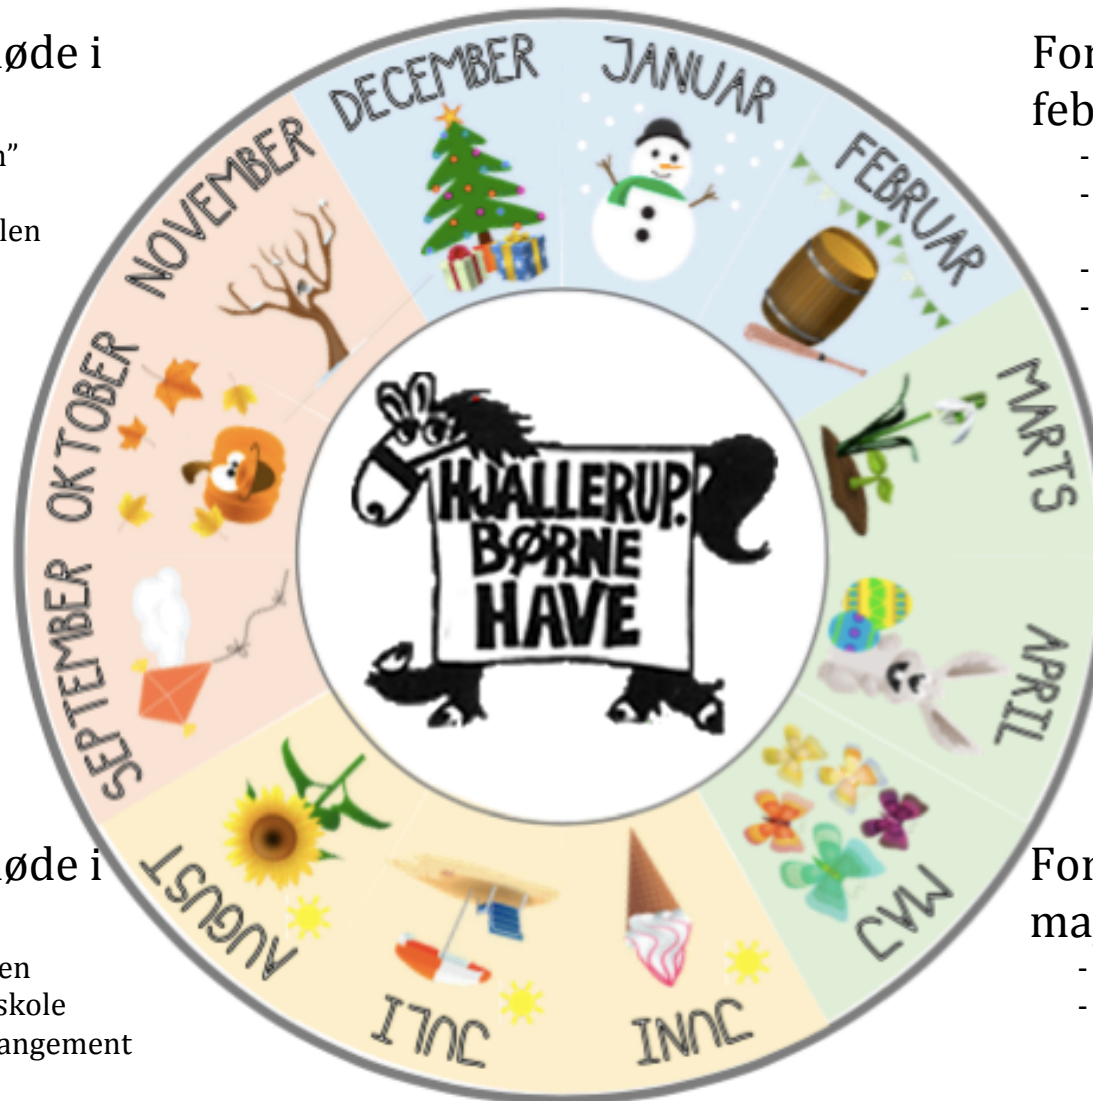 øde i
n”
len
DECEMBER
JANUAR
FEBRUAR
MARTS
APRIL
MAJ
JUNI
JULI
AUGUST
SEPTEMBER
OKTOBER
NOVEMBER
HJALLERUP.
BØRNE
HAVE
For
feb
-
-
-
-
øde i
en
skole
angement
For
maj
-
-